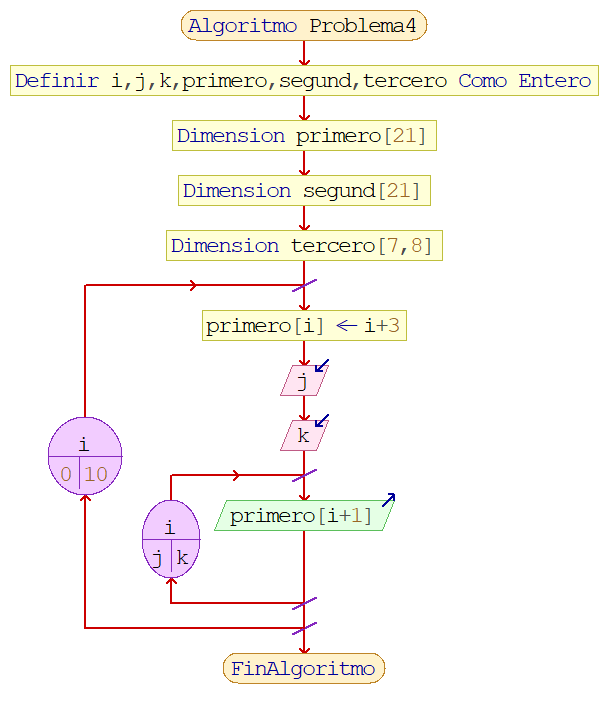 Algoritmo Problema4
Definir i,j,k,primero,segund,tercero Como Entero
Dimension primero[21]
Dimension segund[21]
Dimension tercero[7,8]
primero[i] ← i+3
j
k
i
0 10
primero[i+1]
i
j k
FinAlgoritmo